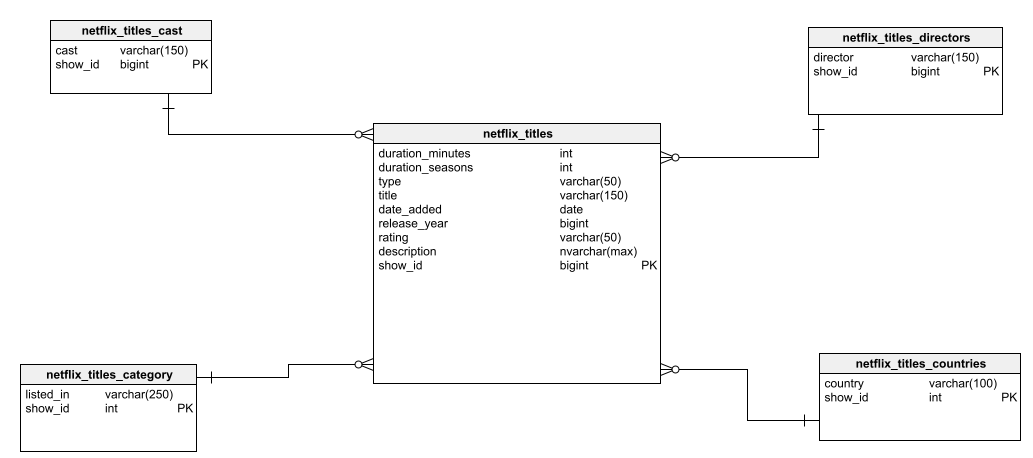 netflix_titles_cast
cast varchar(150)
show_id bigint PK
netflix_titles_directors
director varchar(150)
show_id bigint PK
netflix_titles
duration_minutes int
duration_seasons int
type varchar(50)
title varchar(150)
date_added date
release_year bigint
rating varchar(50)
description nvarchar(max)
show_id bigint PK
netflix_titles_category
listed_in varchar(250)
show_id int PK
netflix_titles_countries
country varchar(100)
show_id int PK